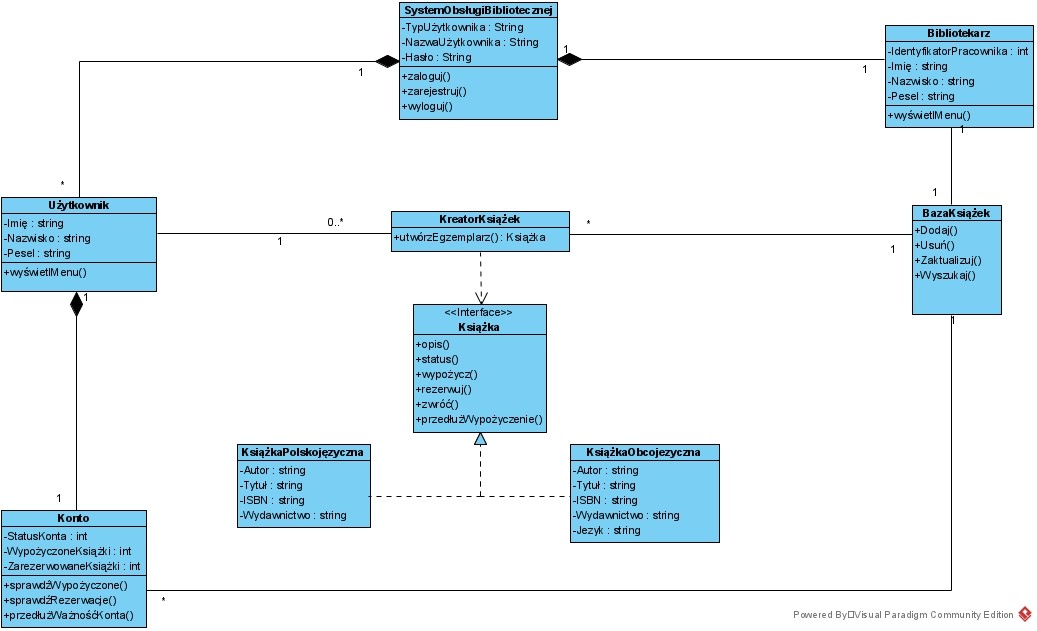 SystemObsługiBibliotecznej
-TypUżytkownika : String
-NazwaUżytkownika : String
-Hasło : String
+zaloguj()
+zarejestruj()
+wyloguj()
1
1
1
Bibliotekarz
-IdentyfikatorPracownika : int
-Imię : string
-Nazwisko : string
-Pesel : string
+wyświetlMenu()
1
1
*
Użytkownik
-Imię : string
-Nazwisko : string
-Pesel : string
+wyświetlMenu()
1
0..*
1
KreatorKsiążek
+utwórzEgzemplarz() : Książka
*
1
BazaKsiążek
+Dodaj()
+Usuń()
+Zaktualizuj()
+Wyszukaj()
1
<<Interface>>
Książka
+opis()
+status()
+wypożycz()
+rezerwuj()
+zwróć()
+przedłużWypożyczenie()
KsiążkaPolskojęzyczna
-Autor : string
-Tytuł : string
-ISBN : string
-Wydawnictwo : string
KsiążkaObcojezyczna
-Autor : string
-Tytuł : string
-ISBN : string
-Wydawnictwo : string
-Jezyk : string
1
Konto
-StatusKonta : int
-WypożyczoneKsiążki : int
-ZarezerwowaneKsiążki : int
+sprawdźWypożyczone()
+sprawdźRezerwacje()
+przedłużWażnośćKonta()
*
Powered By Visual Paradigm Community Edition